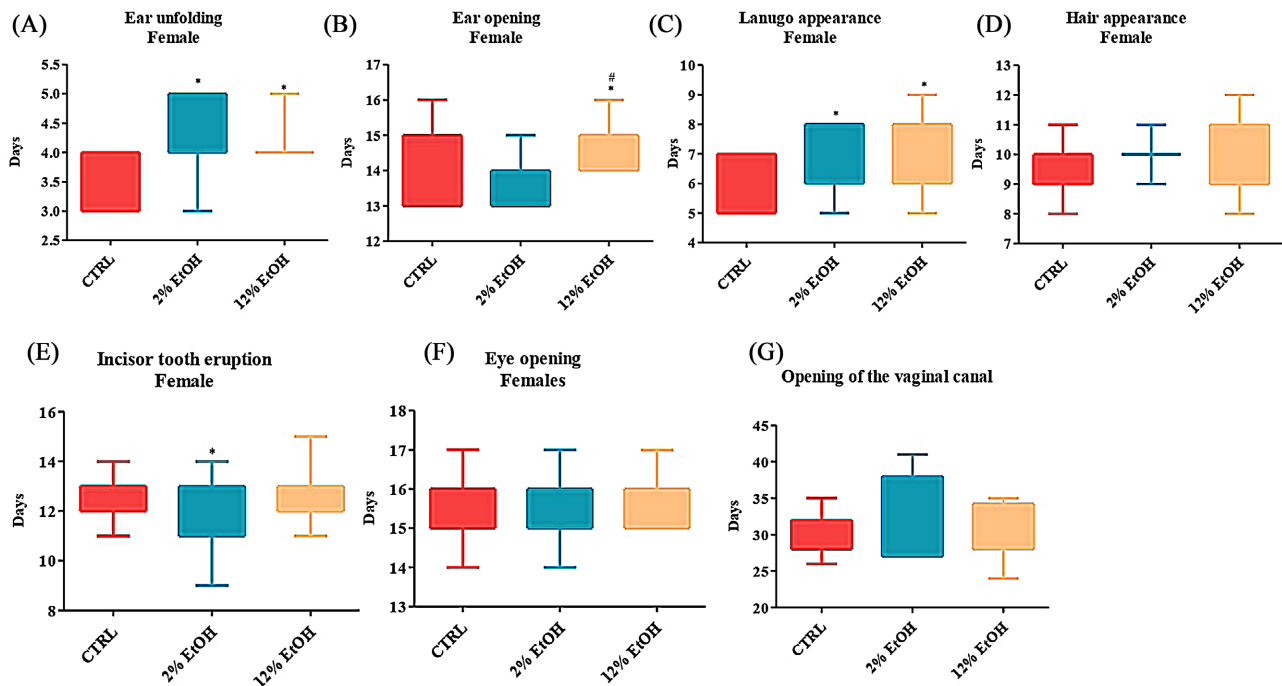 (A)
Ear unfolding
Female
Days
5.5
5.0
4.5
4.0
3.5
3.0
2.5
*
*
CTRL
2% EtOH
12% EtOH
(B)
Ear opening
Female
17
16
15
14
13
12
#
*
CTRL
2% EtOH
12% EtOH
(C)
Lanugo appearance
Female
Days
10
9
8
7
6
5
4
*
*
CTRL
2% EtOH
12% EtOH
(D)
Hair appearance
Female
13
12
11
10
9
8
7
CTRL
2% EtOH
12% EtOH
(E)
Incisor tooth eruption
Female
Days
16
14
12
10
8
*
CTRL
2% EtOH
12% EtOH
(F)
Eye opening
Females
Days
18
17
16
15
14
13
CTRL
2% EtOH
12% EtOH
(G)
Opening of the vaginal canal
Days
45
40
35
30
25
20
CTRL
2% EtOH
12% EtOH